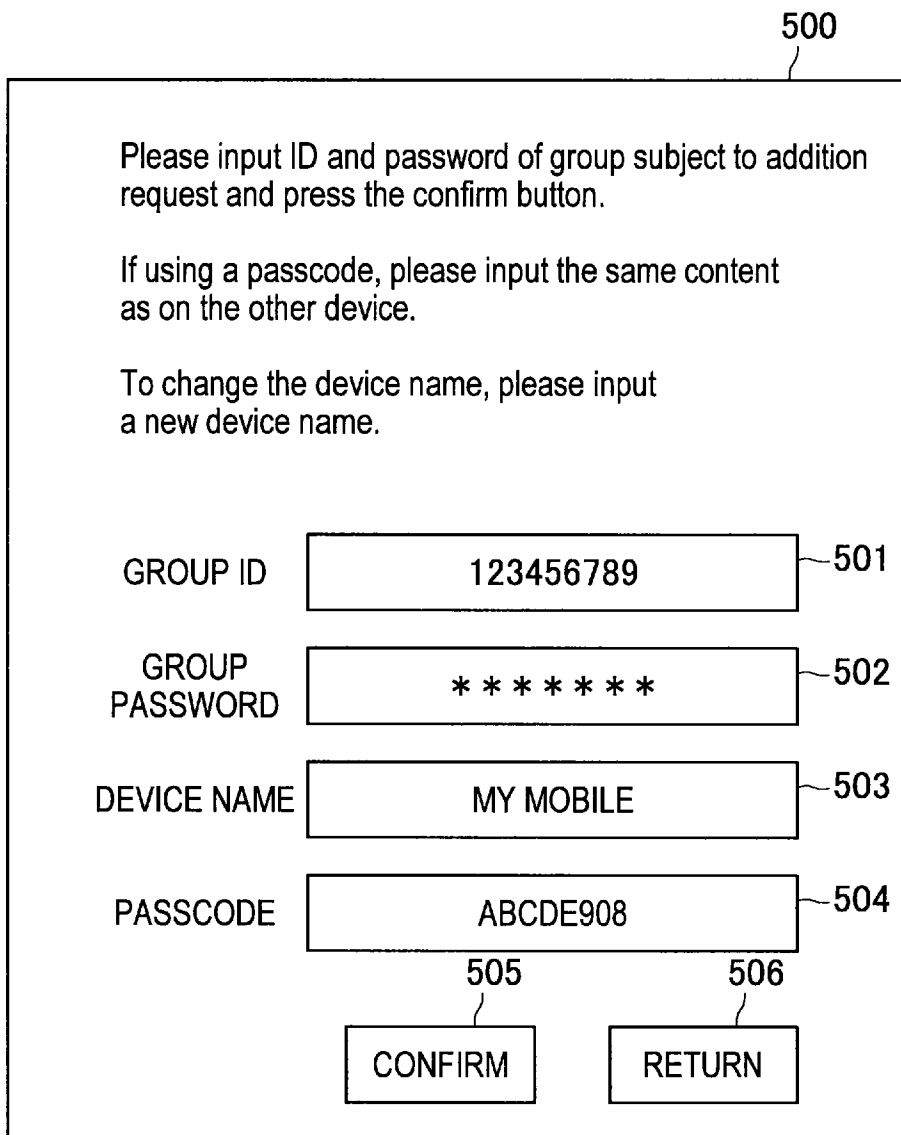 500
Please input ID and password of group subject to addition
request and press the confirm button.
If using a passcode, please input the same content
as on the other device.
To change the device name, please input
a new device name.
GROUP ID 123456789 501
GROUP
PASSWORD ******* 502
DEVICE NAME MY MOBILE 503
PASSCODE ABCDE908 504
505 506
CONFIRM RETURN